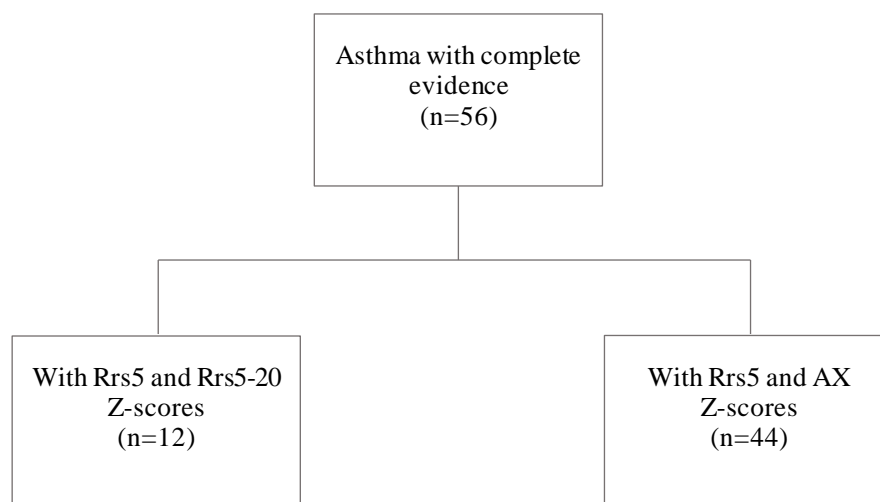 Asthma with complete
evidence
(n=56)
With Rrs5 and Rrs5-20
Z-scores
(n=12)
With Rrs5 and AX
Z-scores
(n=44)